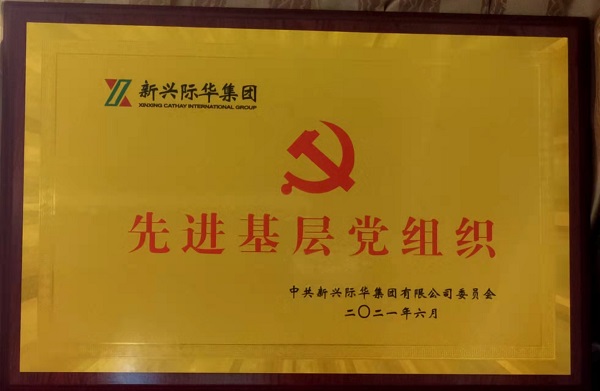 新兴际华集团
XINXING CATHAY INTERNATIONAL GROUP
先进基层党组织
中共新兴际华集团有限公司委员会
二〇二一年六月